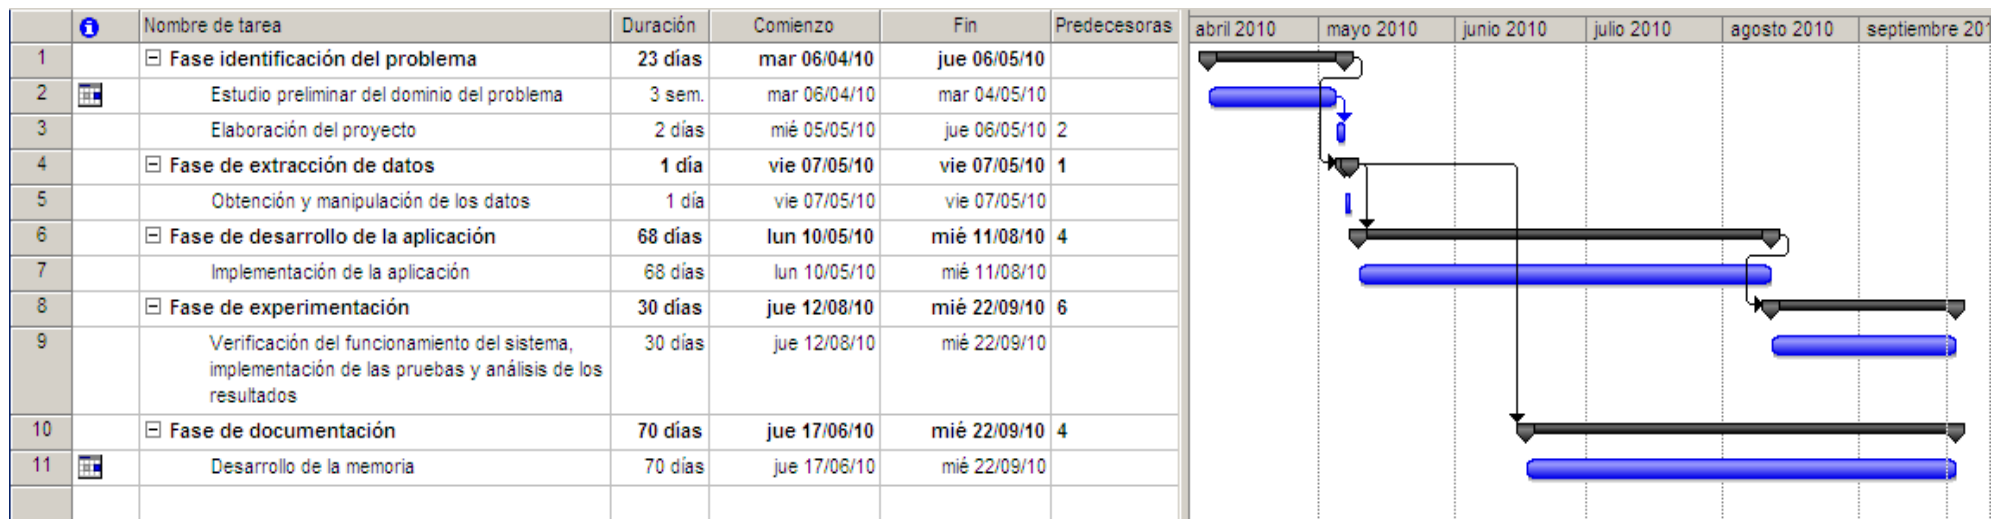 Nombre de tarea Duración Comienzo Fin Predecesoras abril 2010 mayo 2010 junio 2010 julio 2010 agosto 2010 septiembre 201
1 Fase identificación del problema 23 días mar 06/04/10 jue 06/05/10
2 Estudio preliminar del dominio del problema 3 sem. mar 06/04/10 mar 04/05/10
3 Elaboración del proyecto 2 días mié 05/05/10 jue 06/05/10 2
4 Fase de extracción de datos 1 día vie 07/05/10 vie 07/05/10 1
5 Obtención y manipulación de los datos 1 día vie 07/05/10 vie 07/05/10
6 Fase de desarrollo de la aplicación 68 días lun 10/05/10 mié 11/08/10 4
7 Implementación de la aplicación 68 días lun 10/05/10 mié 11/08/10
8 Fase de experimentación 30 días jue 12/08/10 mié 22/09/10 6
9 Verificación del funcionamiento del sistema, 30 días jue 12/08/10 mié 22/09/10
implementación de las pruebas y análisis de los
resultados
10 Fase de documentación 70 días jue 17/06/10 mié 22/09/10 4
11 Desarrollo de la memoria 70 días jue 17/06/10 mié 22/09/10